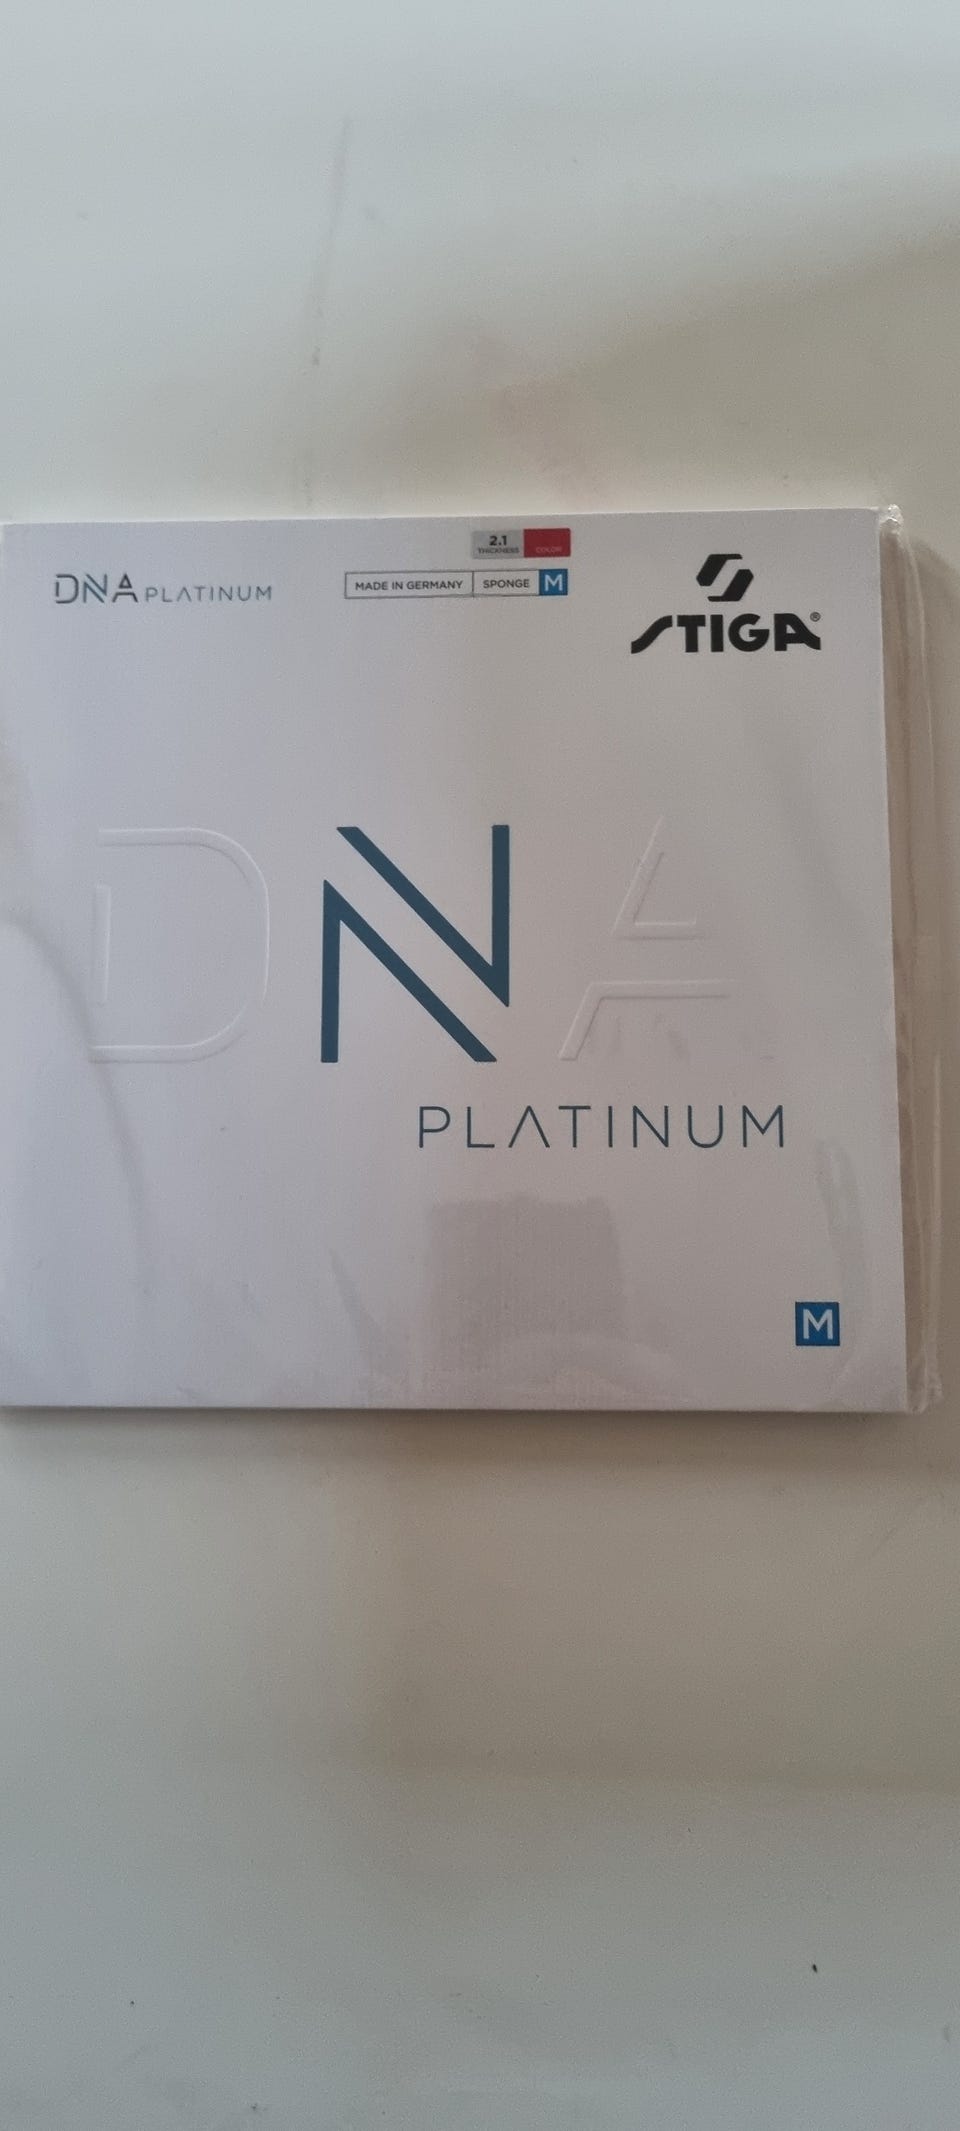 2.1
THICKNESS
COLOR
DNA PLATINUM
MADE IN GERMANY
SPONGE M
STIGA®
DNA
PLATINUM
M